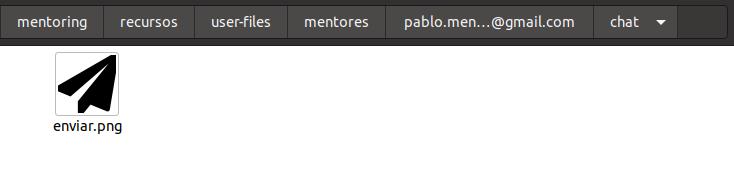 mentoring recursos user-files mentores pablo.men...@gmail.com chat
enviar.png